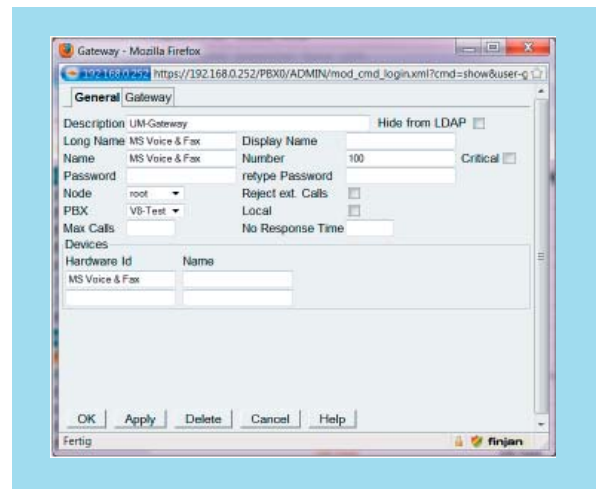 Gateway - Mozilla Firefox
192.168.0.252 https://192.168.0.252/PBX0/ADMIN/mod_cmd_login.xml?cmd=show&user-g
General Gateway
Description UM-Gateway Hide from LDAP
Long Name MS Voice & Fax Display Name
Name MS Voice & Fax Number 100 Critical
Password retype Password
Node root Reject ext. Calls
PBX V8-Test Local
Max Calls No Response Time
Devices
Hardware Id Name
MS Voice & Fax
OK Apply Delete Cancel Help
Fertig finjan